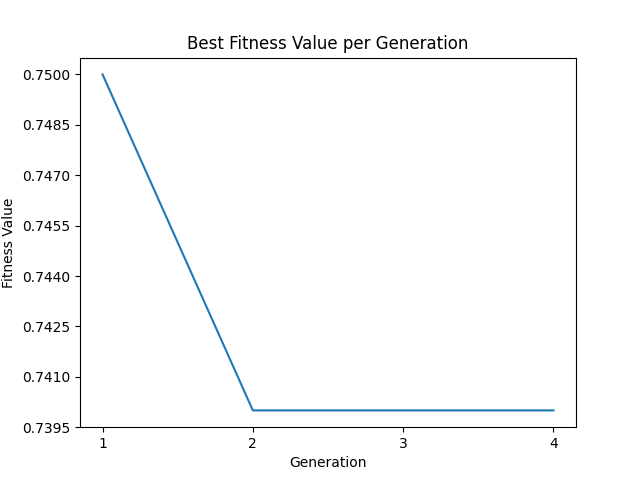 Best Fitness Value per Generation
0.7500
0.7485
0.7470
0.7455
0.7440
0.7425
0.7410
0.7395
Fitness Value
1 2 3 4
Generation